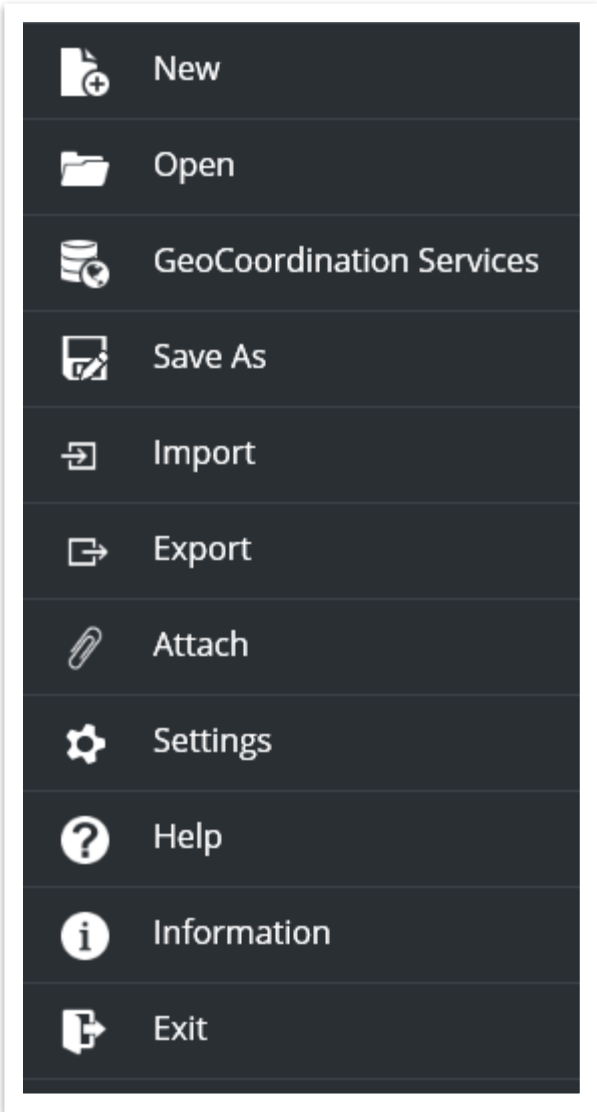 New
Open
GeoCoordination Services
Save As
Import
Export
Attach
Settings
Help
Information
Exit